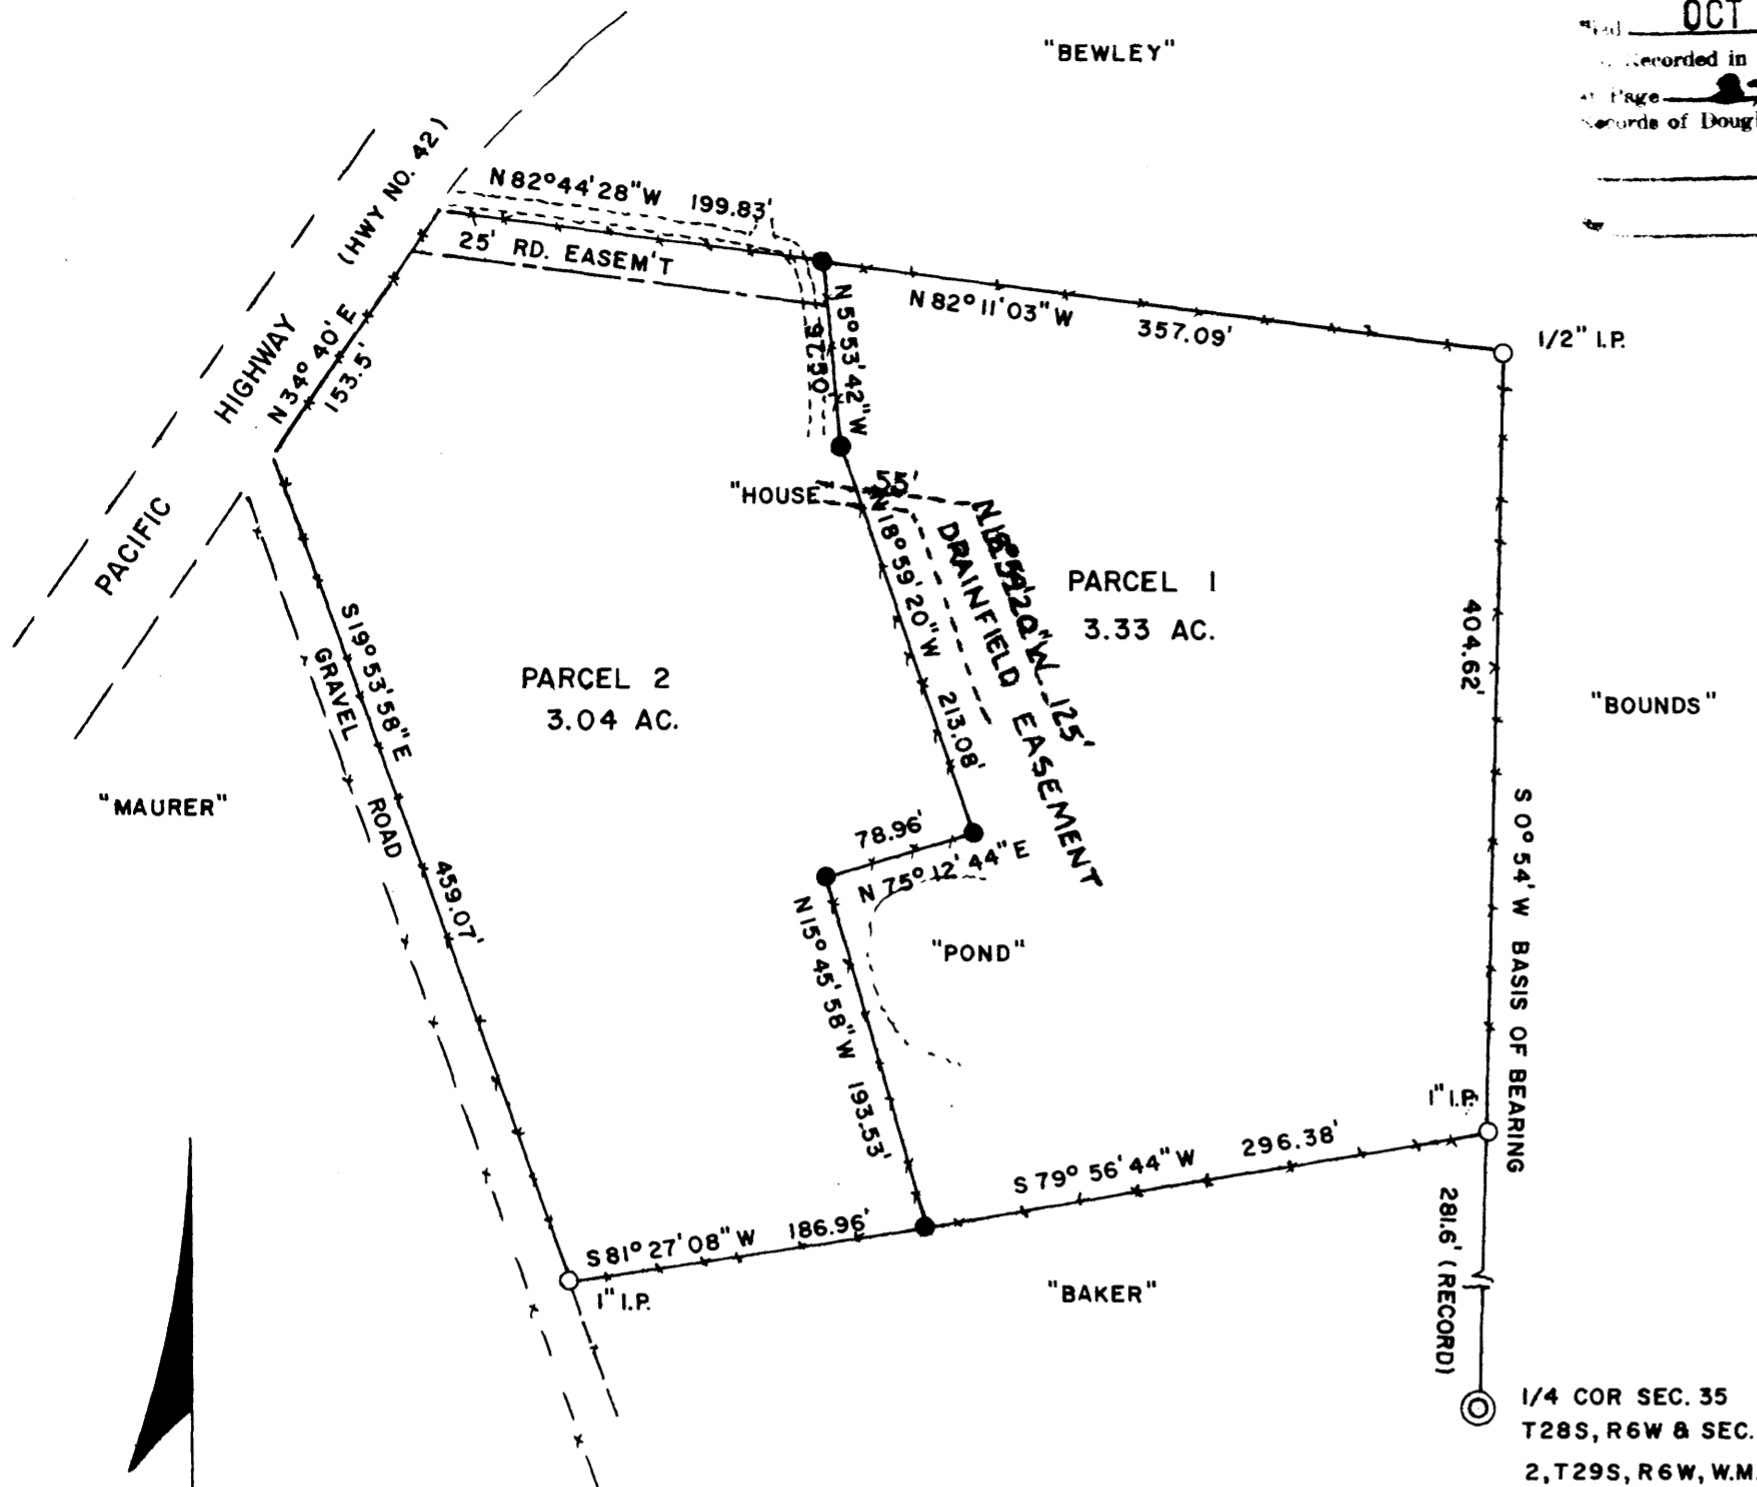 OCT
Recorded in
Page
Records of Doug
"BEWLEY"
(HWY NO. 42)
HIGHWAY
PACIFIC
N 82° 44' 28" W 199.83'
25' RD. EASEM'T
N 34° 40' E
153.5'
N 5° 53' 42" W
97.50'
N 82° 11' 03" W 357.09'
1/2" I.P.
"HOUSE"
55'
N 18° 59' 20" W 213.08'
N 18° 59' 20" W 125'
DRAINFIELD EASEMENT
PARCEL 1
3.33 AC.
PARCEL 2
3.04 AC.
404.62'
"BOUNDS"
S 0° 54' W BASIS OF BEARING
S 19° 53' 58" E
459.07'
GRAVEL ROAD
"MAURER"
78.96'
N 75° 12' 44" E
"POND"
N 15° 45' 58" W 193.53'
1" I.P.
S 79° 56' 44" W 296.38'
S 81° 27' 08" W 186.96'
1" I.P.
"BAKER"
281.6' (RECORD)
1/4 COR SEC. 35
T28S, R6W & SEC.
2, T29S, R6W, W.M.